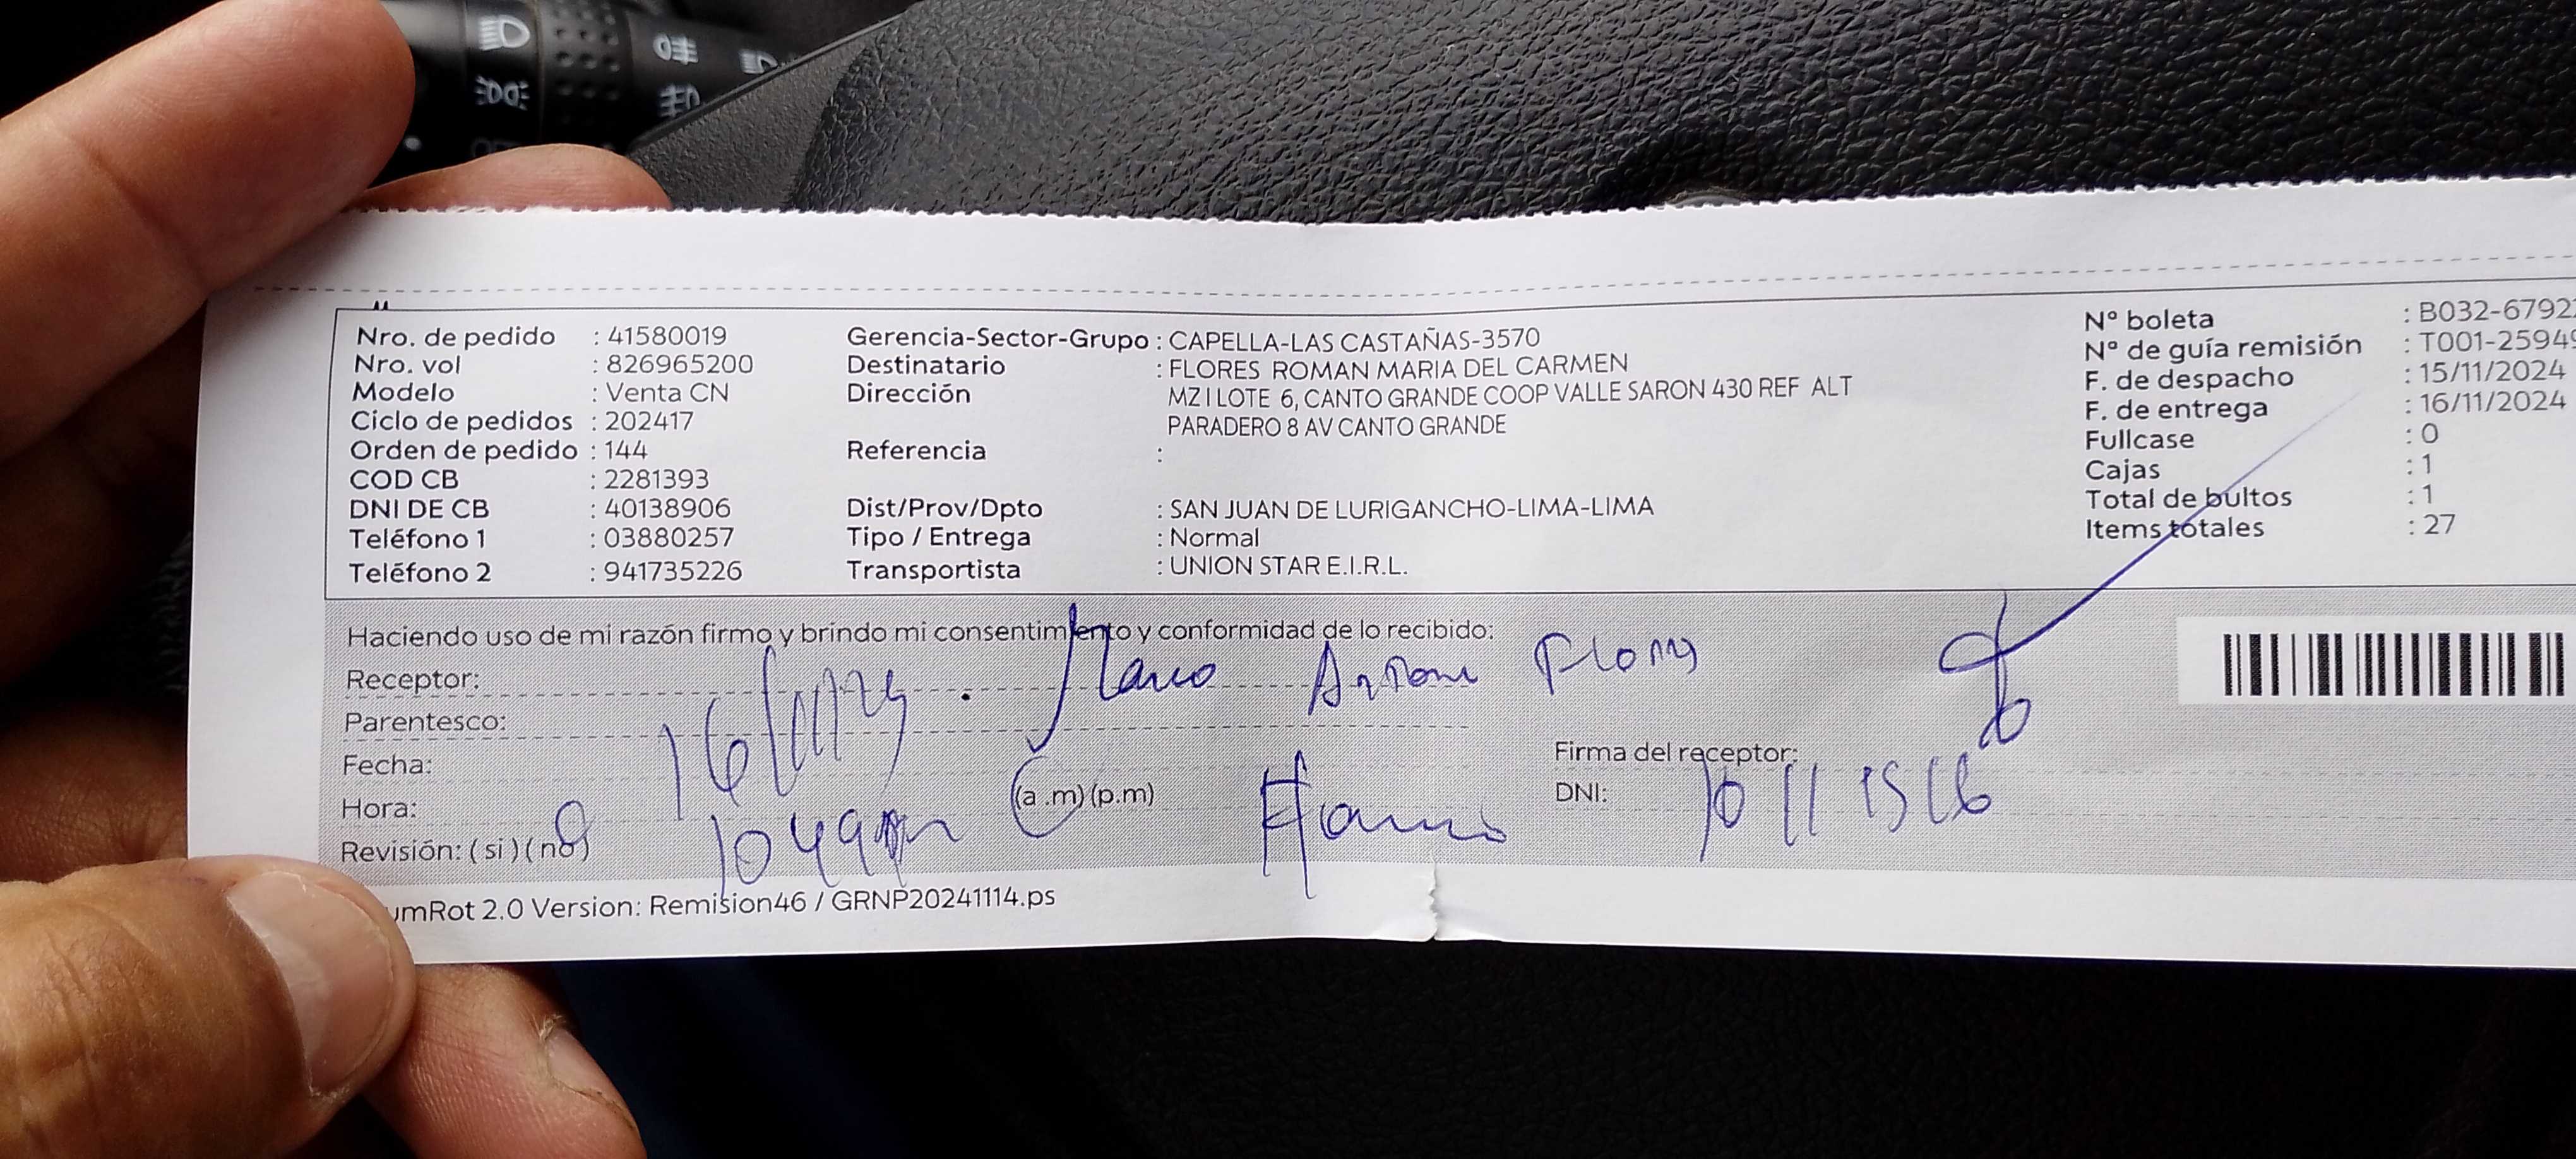 Nro. de pedido : 41580019
Nro. vol : 826965200
Modelo : Venta CN
Ciclo de pedidos : 202417
Orden de pedido : 144
COD CB : 2281393
DNI DE CB : 40138906
Teléfono 1 : 03880257
Teléfono 2 : 941735226
Gerencia-Sector-Grupo : CAPELLA-LAS CASTAÑAS-3570
Destinatario : FLORES ROMAN MARIA DEL CARMEN
Dirección MZ I LOTE 6, CANTO GRANDE COOP VALLE SARON 430 REF ALT
PARADERO 8 AV CANTO GRANDE
Referencia :
Dist/Prov/Dpto : SAN JUAN DE LURIGANCHO-LIMA-LIMA
Tipo / Entrega : Normal
Transportista : UNION STAR E.I.R.L.
N° boleta : B032-6792
N° de guía remisión : T001-2594
F. de despacho : 15/11/2024
F. de entrega : 16/11/2024
Fullcase : 0
Cajas : 1
Total de bultos : 1
Items totales : 27
Haciendo uso de mi razón firmo y brindo mi consentimiento y conformidad de lo recibido:
Receptor: Marco Antoni Flores
Parentesco:
Fecha: 16/11/24
Hora: 1049am (a .m) (p.m)
Revisión: ( si ) ( no )
Firma del receptor:
DNI:
umRot 2.0 Version: Remision46 / GRNP20241114.ps